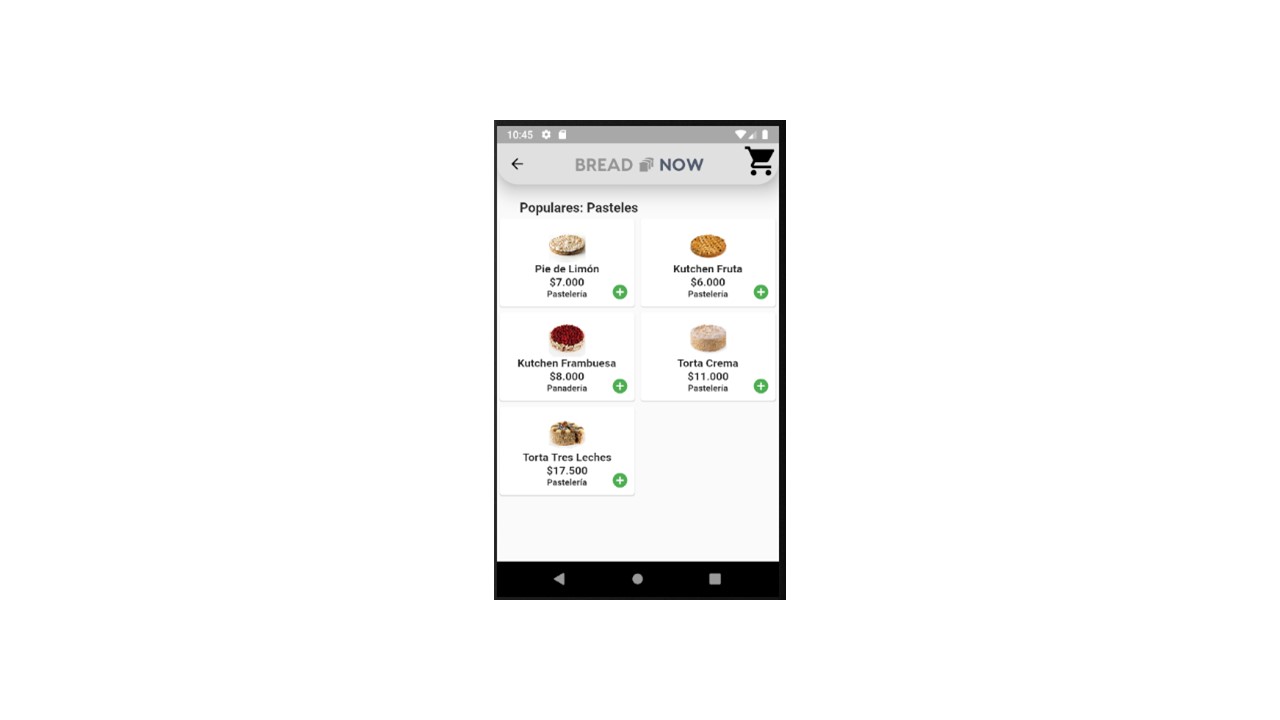 10:45
BREAD NOW
Populares: Pasteles
Pie de Limón
$7.000
Pastelería
Kutchen Fruta
$6.000
Pastelería
Kutchen Frambuesa
$8.000
Panadería
Torta Crema
$11.000
Pastelería
Torta Tres Leches
$17.500
Pastelería